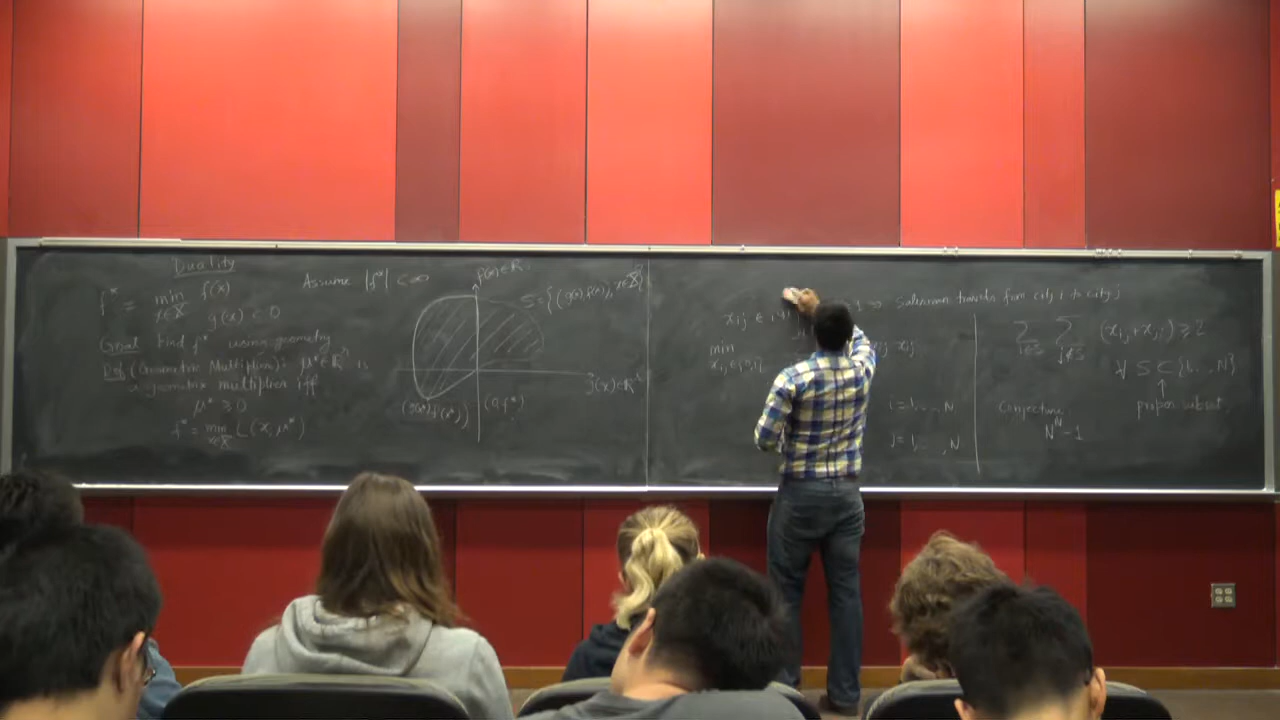 Duality
f* = min f(x)
x∈X
g(x) ≤ 0
Assume |f*| < ∞
Goal: Find f* using geometry
Def (Geometric Multiplier): μ* ∈ ℝ is
a geometric multiplier iff
μ* ≥ 0
f* = min L(x, μ*)
x∈X
f(x) ∈ ℝ
S = {(g(x), f(x)), x∈X}
g(x) ∈ ℝ
(g(x*), f(x*))
(0, f*)
Salesman travels from city i to city j
x_ij ∈
min
x_ij
i = 1, ..., N
j = 1, ..., N
Σ Σ (x_ij + x_ji) ≥ 2
i∈S j∉S
∀ S ⊂ {1, ..., N}
↑
proper subset
Conjecture
N^N - 1